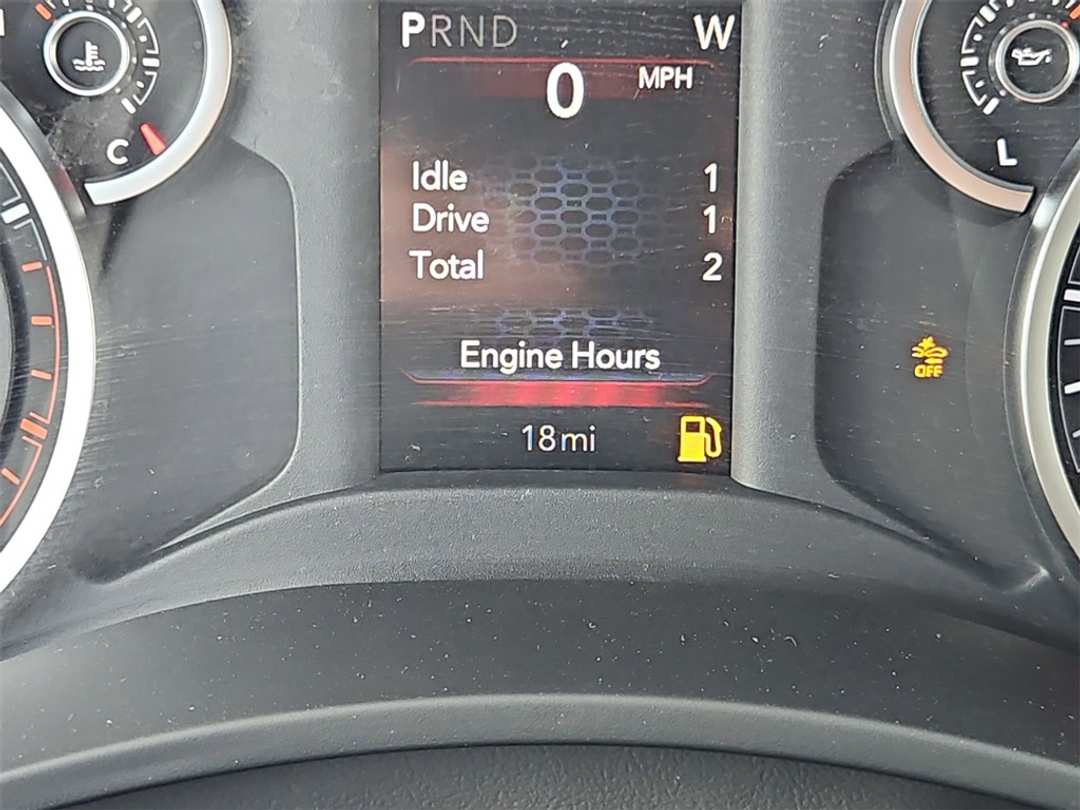 PRND W
0 MPH
Idle 1
Drive 1
Total 2
Engine Hours
18mi
C
L
OFF